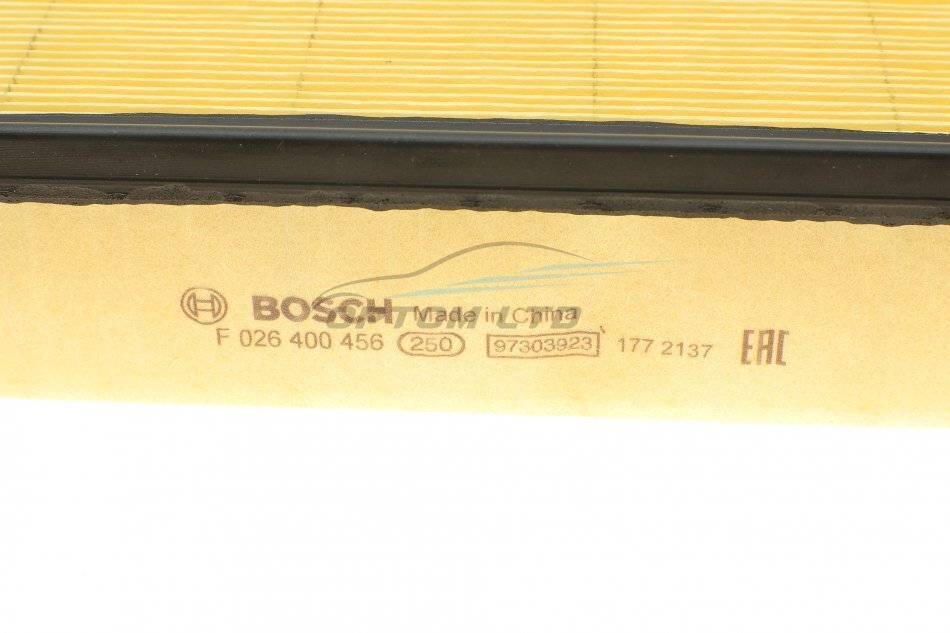 BOSCH Made in China
F 026 400 456 250 97303923 177 2137 EAC